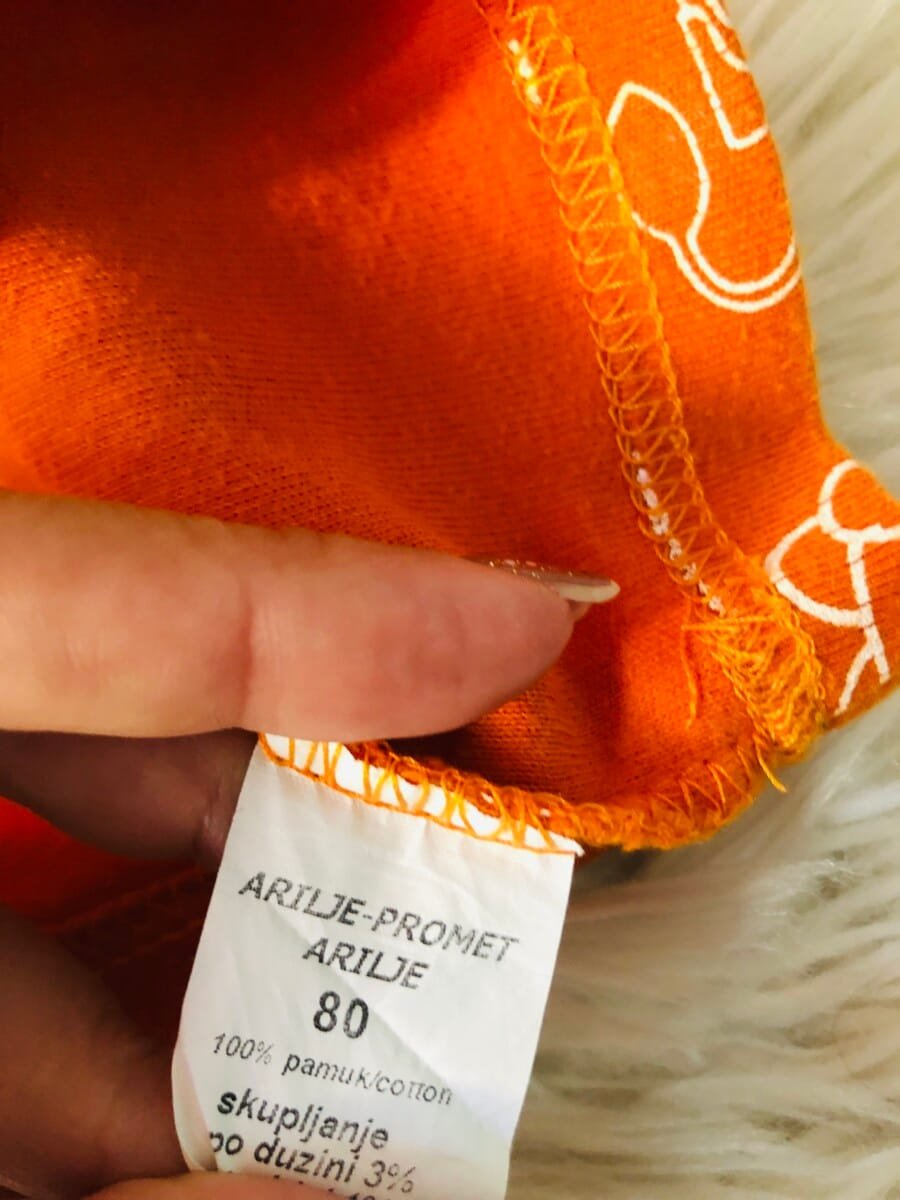 ARILJE-PROMET
ARILJE
80
100% pamuk/cotton
skupljanje
po duzini 3%